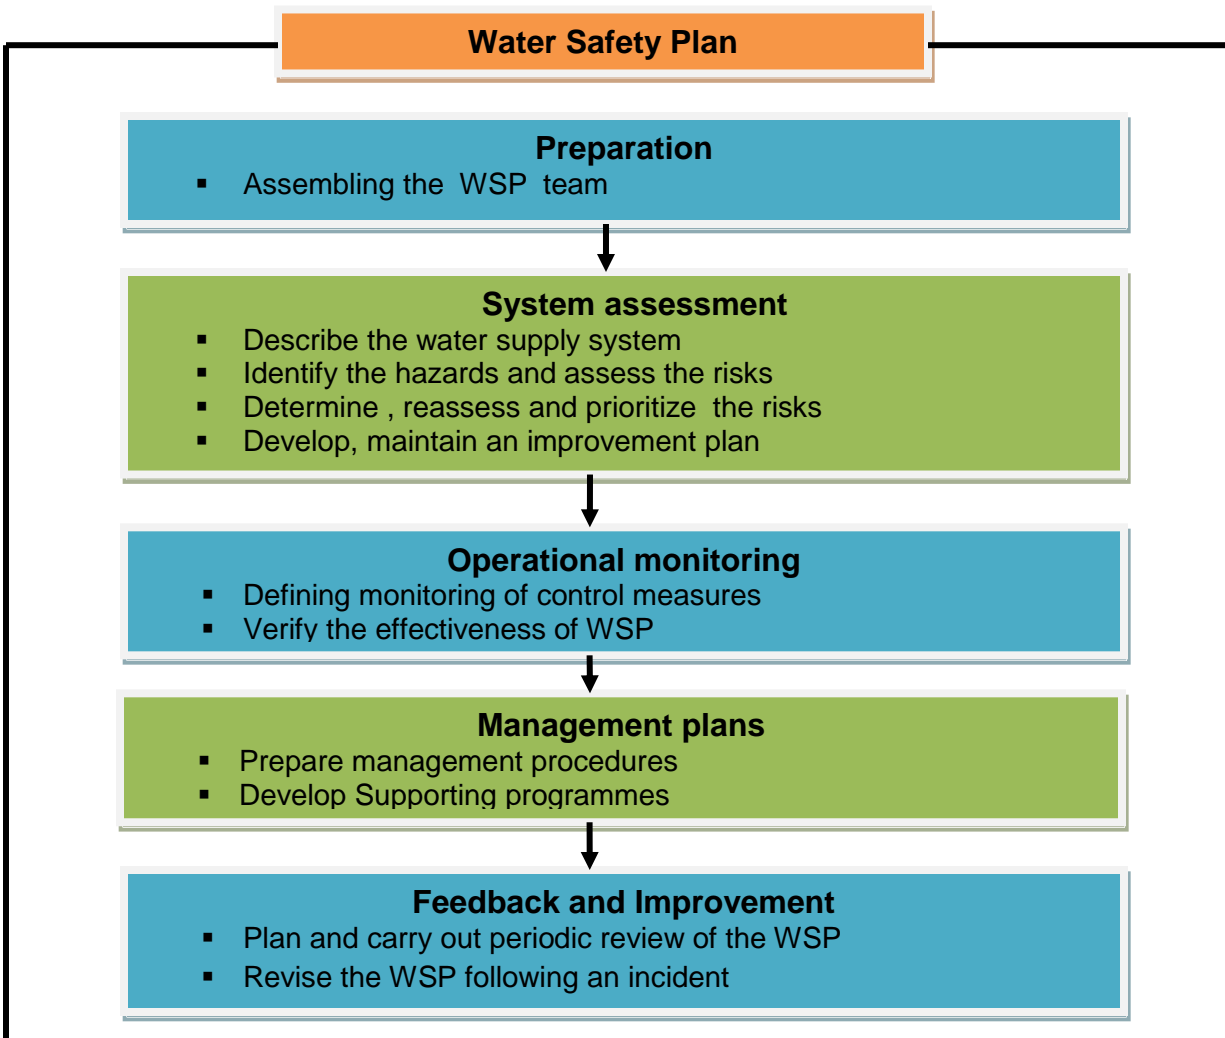 Water Safety Plan
Preparation
▪ Assembling the WSP team
System assessment
▪ Describe the water supply system
▪ Identify the hazards and assess the risks
▪ Determine , reassess and prioritize the risks
▪ Develop, maintain an improvement plan
Operational monitoring
▪ Defining monitoring of control measures
▪ Verify the effectiveness of WSP
Management plans
▪ Prepare management procedures
▪ Develop Supporting programmes
Feedback and Improvement
▪ Plan and carry out periodic review of the WSP
▪ Revise the WSP following an incident